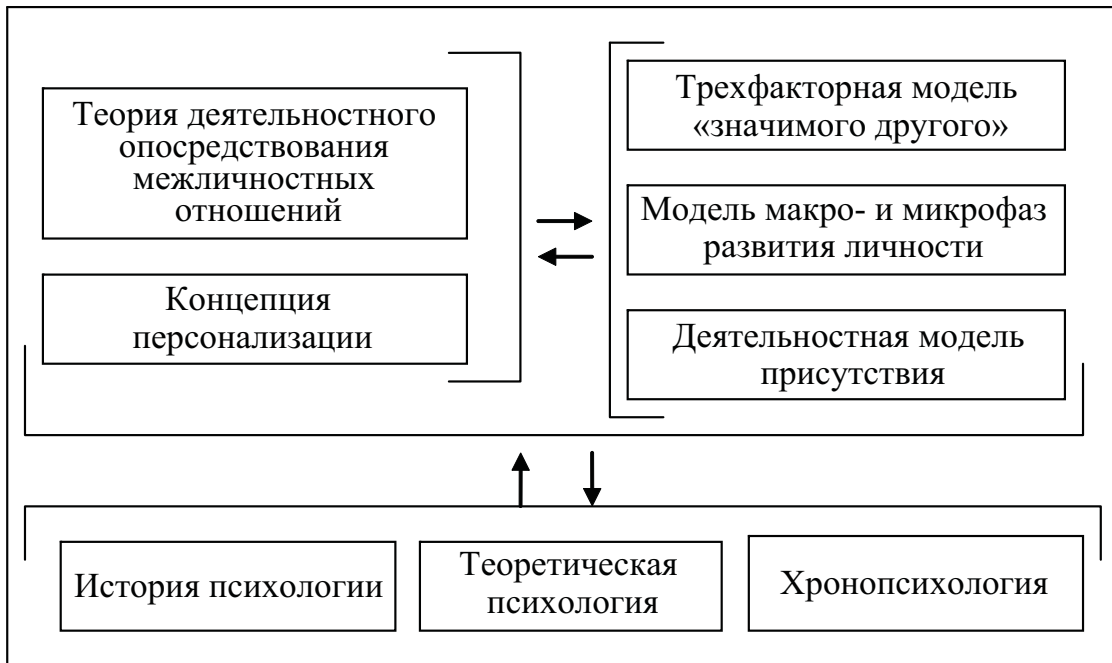 Теория деятельностного
опосредствования
межличностных
отношений
Концепция
персонализации
Трехфакторная модель
«значимого другого»
Модель макро- и микрофаз
развития личности
Деятельностная модель
присутствия
История психологии
Теоретическая
психология
Хронопсихология